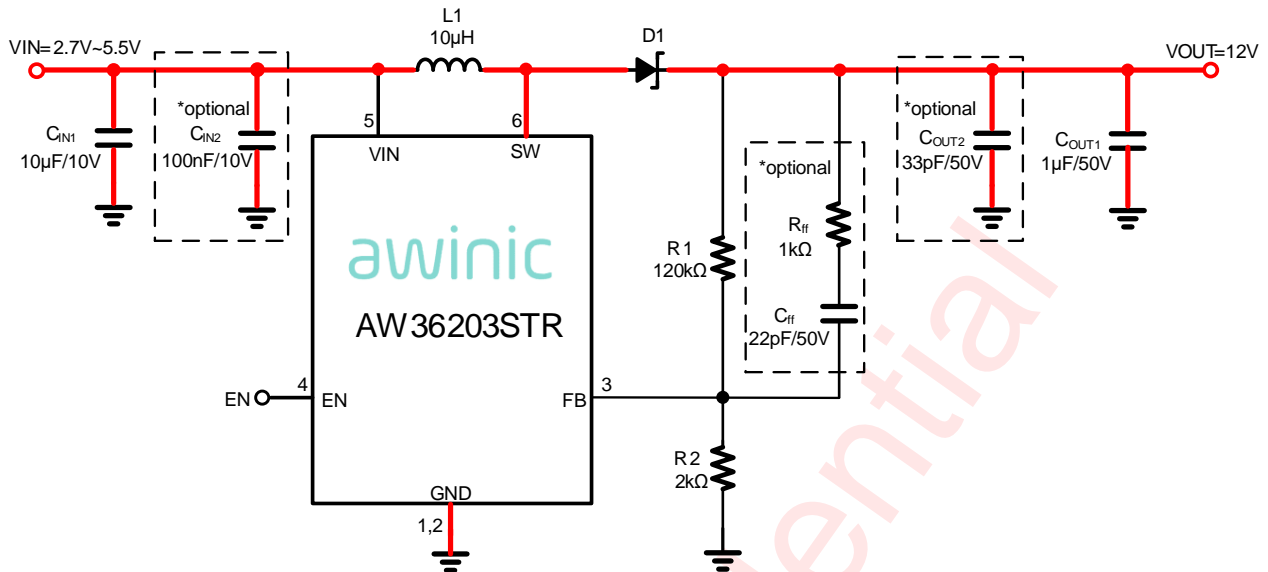 L1
10µH
D1
VIN=2.7V~5.5V
VOUT=12V
*optional
CIN1
10µF/10V
CIN2
100nF/10V
5
VIN
6
SW
*optional
COUT2
33pF/50V
COUT1
1µF/50V
*optional
Rff
1kΩ
Cff
22pF/50V
R1
120kΩ
awinic
AW36203STR
EN
4
EN
3
FB
R2
2kΩ
GND
1,2
ential